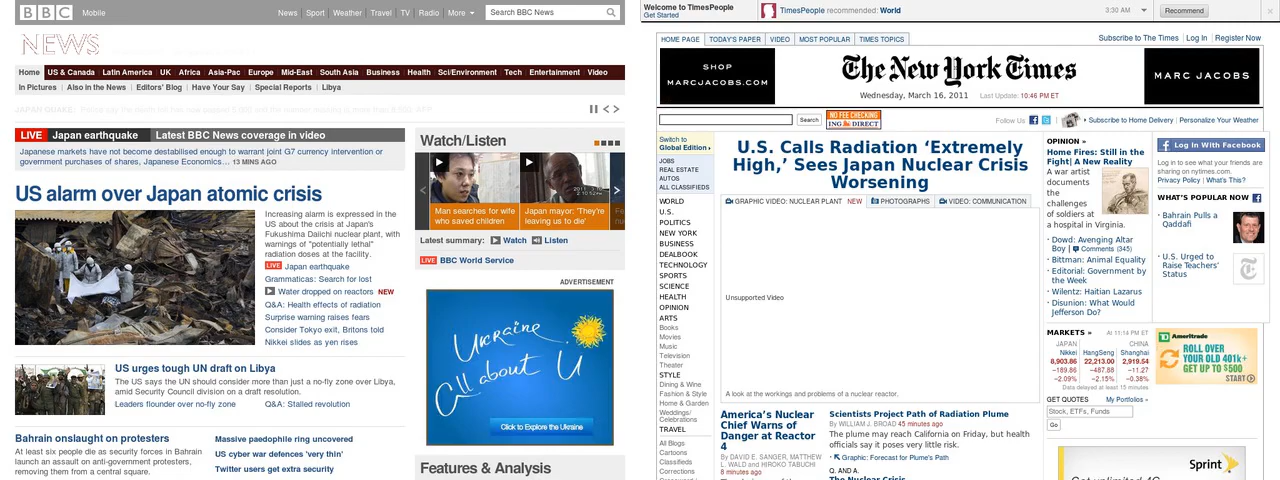 BBC Mobile
News Sport Weather Travel TV Radio More
Search BBC News
NEWS
Home US & Canada Latin America UK Africa Asia-Pac Europe Mid-East South Asia Business Health Sci/Environment Tech Entertainment Video
In Pictures Also in the News Editors' Blog Have Your Say Special Reports Libya
LIVE Japan earthquake Latest BBC News coverage in video
Japanese markets have not become destabilised enough to warrant joint G7 currency intervention or
government purchases of shares, Japanese Economics... 13 MINS AGO
US alarm over Japan atomic crisis
Increasing alarm is expressed in the
US about the crisis at Japan's
Fukushima Daiichi nuclear plant, with
warnings of "potentially lethal"
radiation doses at the facility.
LIVE Japan earthquake
Grammaticas: Search for lost
Water dropped on reactors NEW
Q&A: Health effects of radiation
Surprise warning raises fears
Consider Tokyo exit, Britons told
Nikkei slides as yen rises
US urges tough UN draft on Libya
The US says the UN should consider more than just a no-fly zone over Libya,
amid Security Council division on a draft resolution.
Leaders flounder over no-fly zone Q&A: Stalled revolution
Bahrain onslaught on protesters
At least six people die as security forces in Bahrain
launch an assault on anti-government protesters,
removing them from a central square.
Massive paedophile ring uncovered
US cyber war defences 'very thin'
Twitter users get extra security
Watch/Listen
Man searches for wife
who saved children
Japan mayor: 'They're
leaving us to die'
Latest summary: Watch Listen
LIVE BBC World Service
ADVERTISEMENT
Ukraine
All about U
Click to Explore the Ukraine
Features & Analysis
Welcome to TimesPeople
Get Started
TimesPeople recommended: World
3:30 AM
Recommend
HOME PAGE TODAY'S PAPER VIDEO MOST POPULAR TIMES TOPICS
Subscribe to The Times Log In Register Now
SHOP
MARCJACOBS.COM
The New York Times
Wednesday, March 16, 2011 Last Update: 10:46 PM ET
MARC JACOBS
Search
NO FEE CHECKING
ING DIRECT
Follow Us
Subscribe to Home Delivery Personalize Your Weather
Switch to
Global Edition
JOBS
REAL ESTATE
AUTOS
ALL CLASSIFIEDS
WORLD
U.S.
POLITICS
NEW YORK
BUSINESS
DEALBOOK
TECHNOLOGY
SPORTS
SCIENCE
HEALTH
OPINION
ARTS
Books
Movies
Music
Television
Theater
STYLE
Dining & Wine
Fashion & Style
Home & Garden
Weddings/
Celebrations
TRAVEL
All Blogs
Cartoons
Classifieds
Corrections
U.S. Calls Radiation ‘Extremely
High,’ Sees Japan Nuclear Crisis
Worsening
GRAPHIC VIDEO: NUCLEAR PLANT NEW PHOTOGRAPHS VIDEO: COMMUNICATION
Unsupported Video
A look at the workings and problems of a nuclear reactor.
America's Nuclear
Chief Warns of
Danger at Reactor
4
By DAVID E. SANGER, MATTHEW
L. WALD and HIROKO TABUCHI
8 minutes ago
Scientists Project Path of Radiation Plume
By WILLIAM J. BROAD 45 minutes ago
The plume may reach California on Friday, but health
officials say it poses very little risk.
Graphic: Forecast for Plume's Path
Q. AND A.
The Nuclear Crisis
OPINION »
Home Fires: Still in the
Fight| A New Reality
A war artist
documents
the
challenges
of soldiers at
a hospital in Virginia.
Dowd: Avenging Altar
Boy | Comments (345)
Bittman: Animal Equality
Editorial: Government by
the Week
Wilentz: Haitian Lazarus
Disunion: What Would
Jefferson Do?
MARKETS » At 11:14 PM ET
JAPAN CHINA
Nikkei HangSeng Shanghai
8,903.86 22,213.00 2,919.54
−189.86 −487.88 −11.27
−2.09% −2.15% −0.38%
Data delayed at least 15 minutes
GET QUOTES My Portfolios »
Stock, ETFs, Funds
Go
Log In With Facebook
Log in to see what your friends are
sharing on nytimes.com.
Privacy Policy | What's This?
WHAT'S POPULAR NOW
Bahrain Pulls a
Qaddafi
U.S. Urged to
Raise Teachers'
Status
Ameritrade
ROLL OVER
YOUR OLD 401k+
GET UP TO $500
START
Sprint